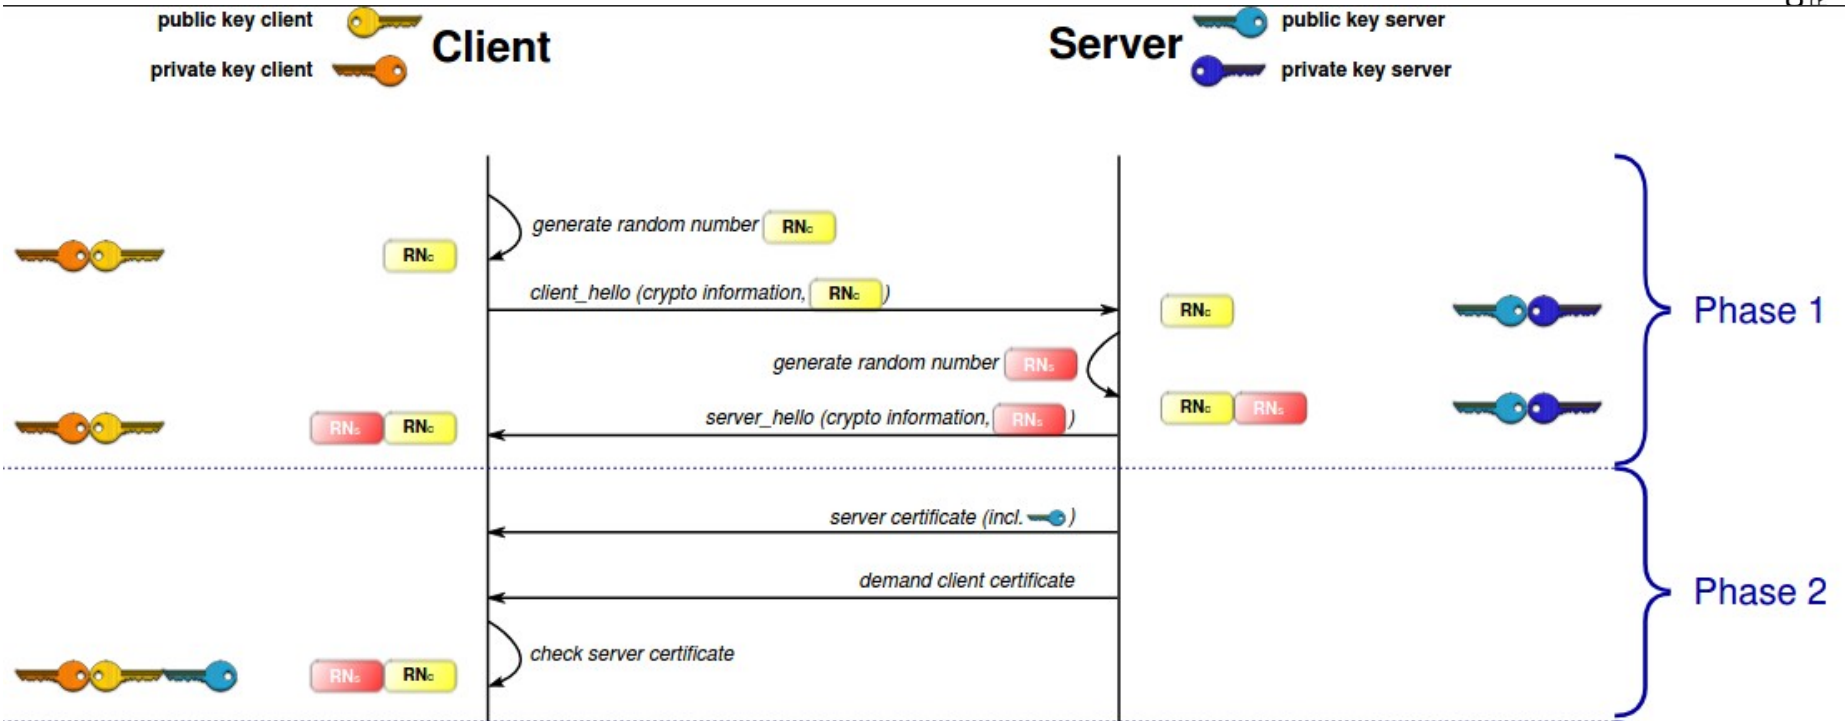 public key client
Client
Server
public key server
private key client
private key server
generate random number RNc
RNc
client_hello (crypto information, RNc )
RNc
Phase 1
generate random number RNs
RNc RNs
server_hello (crypto information, RNs )
RNs RNc
server certificate (incl. )
demand client certificate
Phase 2
check server certificate
RNs RNc